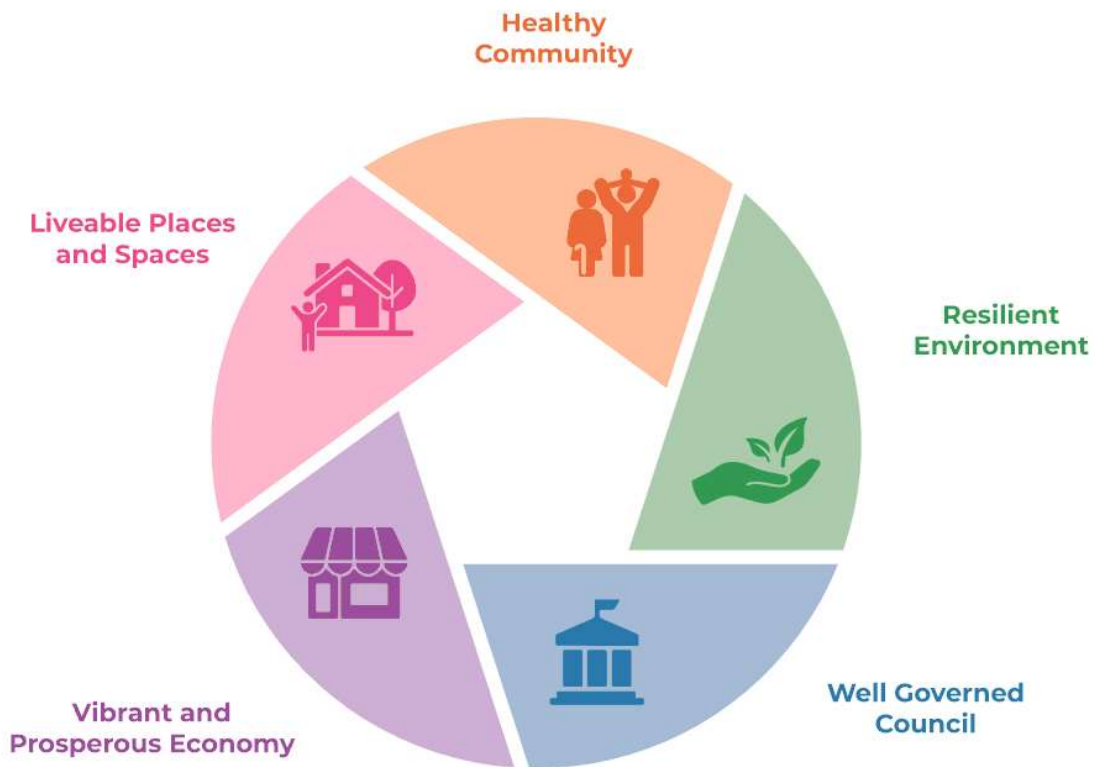 Healthy
Community
Liveable Places
and Spaces
Resilient
Environment
Well Governed
Council
Vibrant and
Prosperous Economy